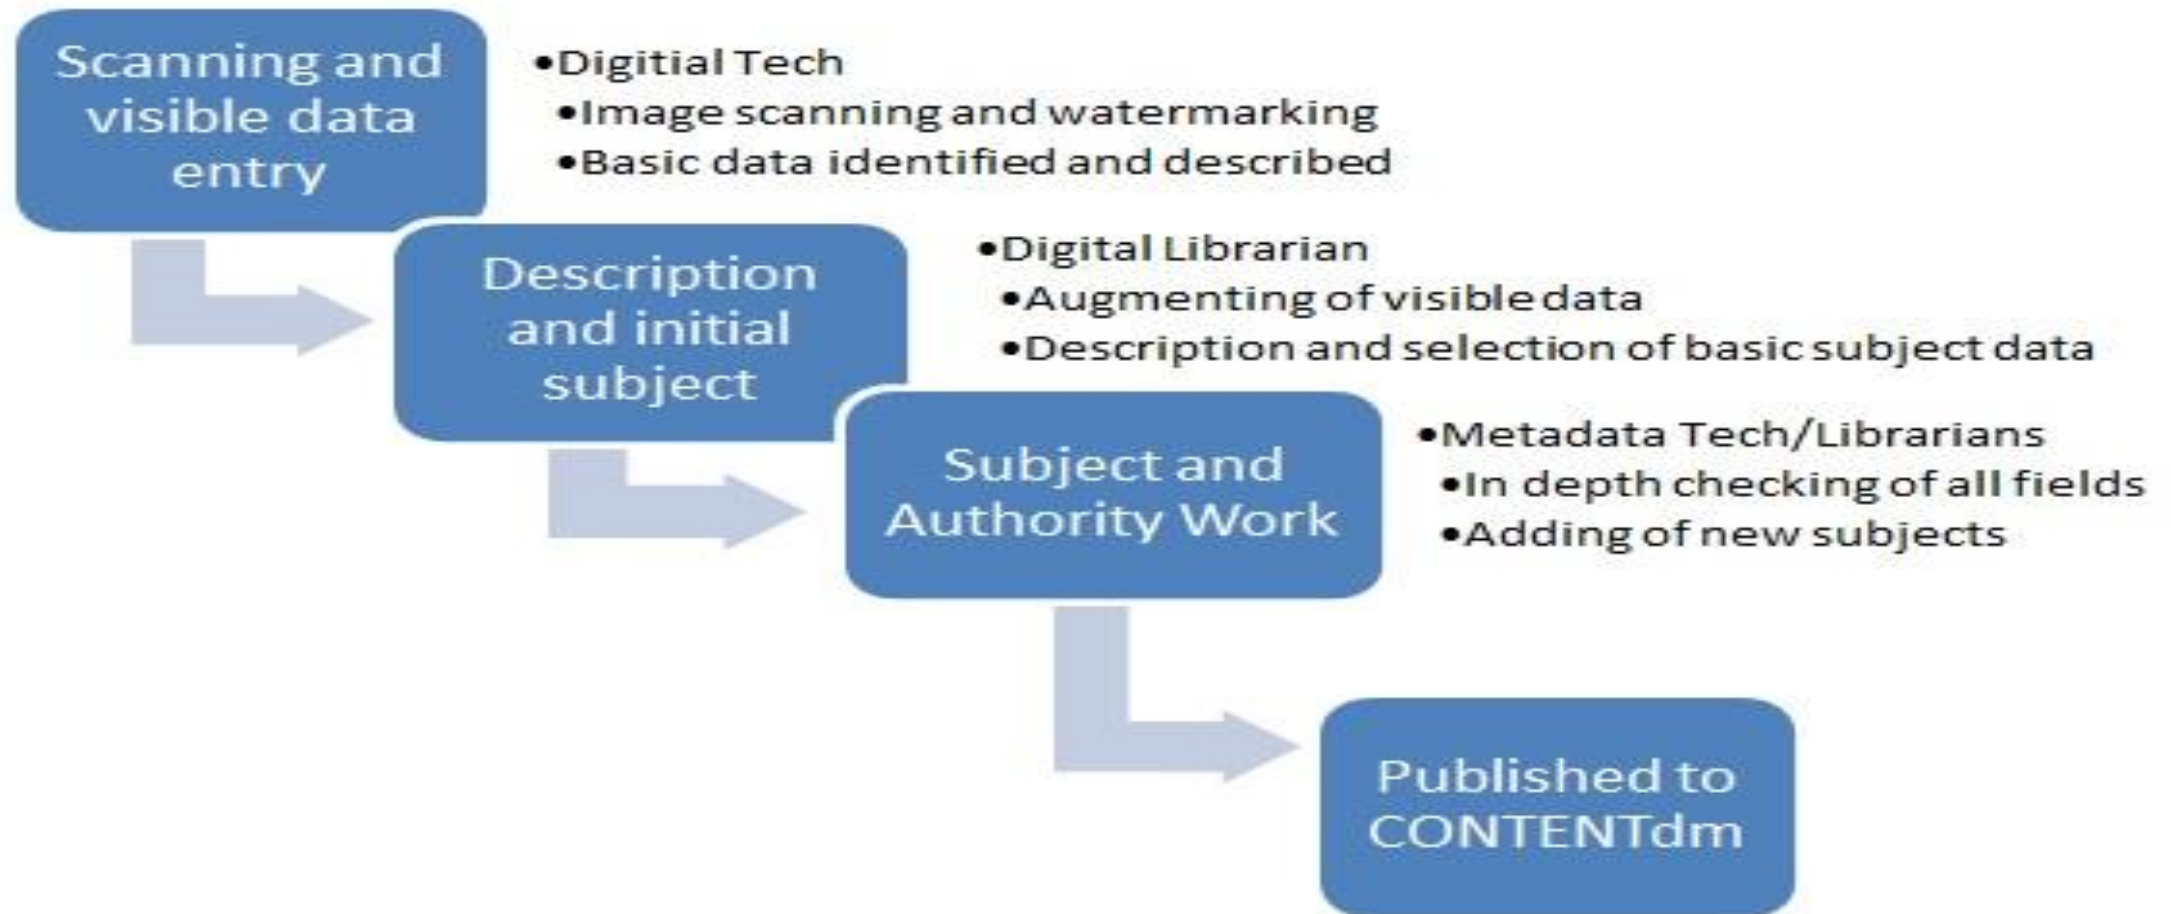 Scanning and
visible data
entry
•Digitial Tech
•Image scanning and watermarking
•Basic data identified and described
Description
and initial
subject
•Digital Librarian
•Augmenting of visible data
•Description and selection of basic subject data
Subject and
Authority Work
•Metadata Tech/Librarians
•In depth checking of all fields
•Adding of new subjects
Published to
CONTENTdm